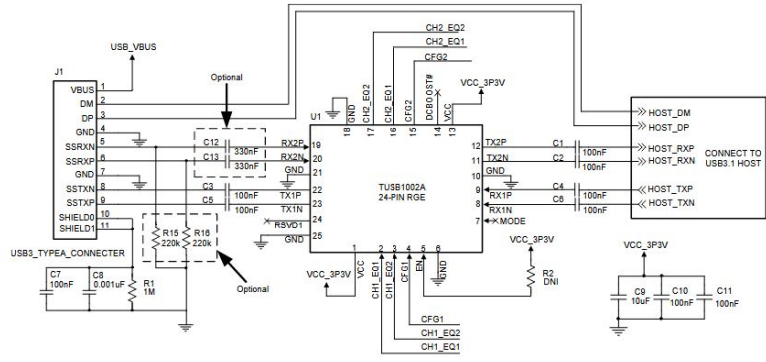 CH2_EQ2
CH2_EQ1
CFG2
USB_VBUS
J1
Optional
VCC_3P3V
U1
GND
CH2_EQ2
CH2_EQ1
CFG2
DCBOOST#
VCC
18
17
16
15
14
13
VBUS 1
DM 2
DP 3
GND 4
SSRXN 5
SSRXP 6
GND 7
SSTXN 8
SSTXP 9
SHIELD0 10
SHIELD1 11
USB3_TYPEA_CONNECTER
C12
330nF
RX2P 19
C13
330nF
RX2N 20
GND 21
C3
100nF
TX1P 22
C5
100nF
TX1N 23
24
RSVD1
GND 25
TUSB1002A
24-PIN RGE
12 TX2P
C1
100nF
11 TX2N
C2
100nF
10 GND
9
C4
100nF
RX1P
8
C6
100nF
RX1N
7 MODE
HOST_DM
HOST_DP
HOST_RXP
HOST_RXN
HOST_TXP
HOST_TXN
CONNECT TO
USB3.1 HOST
R15
220k
R16
220k
Optional
C7
100nF
C8
0.001uF
R1
1M
1
2
3
4
5
6
VCC
CH1_EQ1
CH1_EQ2
CFG1
EN
GND
VCC_3P3V
VCC_3P3V
R2
DNI
CFG1
CH1_EQ2
CH1_EQ1
VCC_3P3V
C9
10uF
C10
100nF
C11
100nF